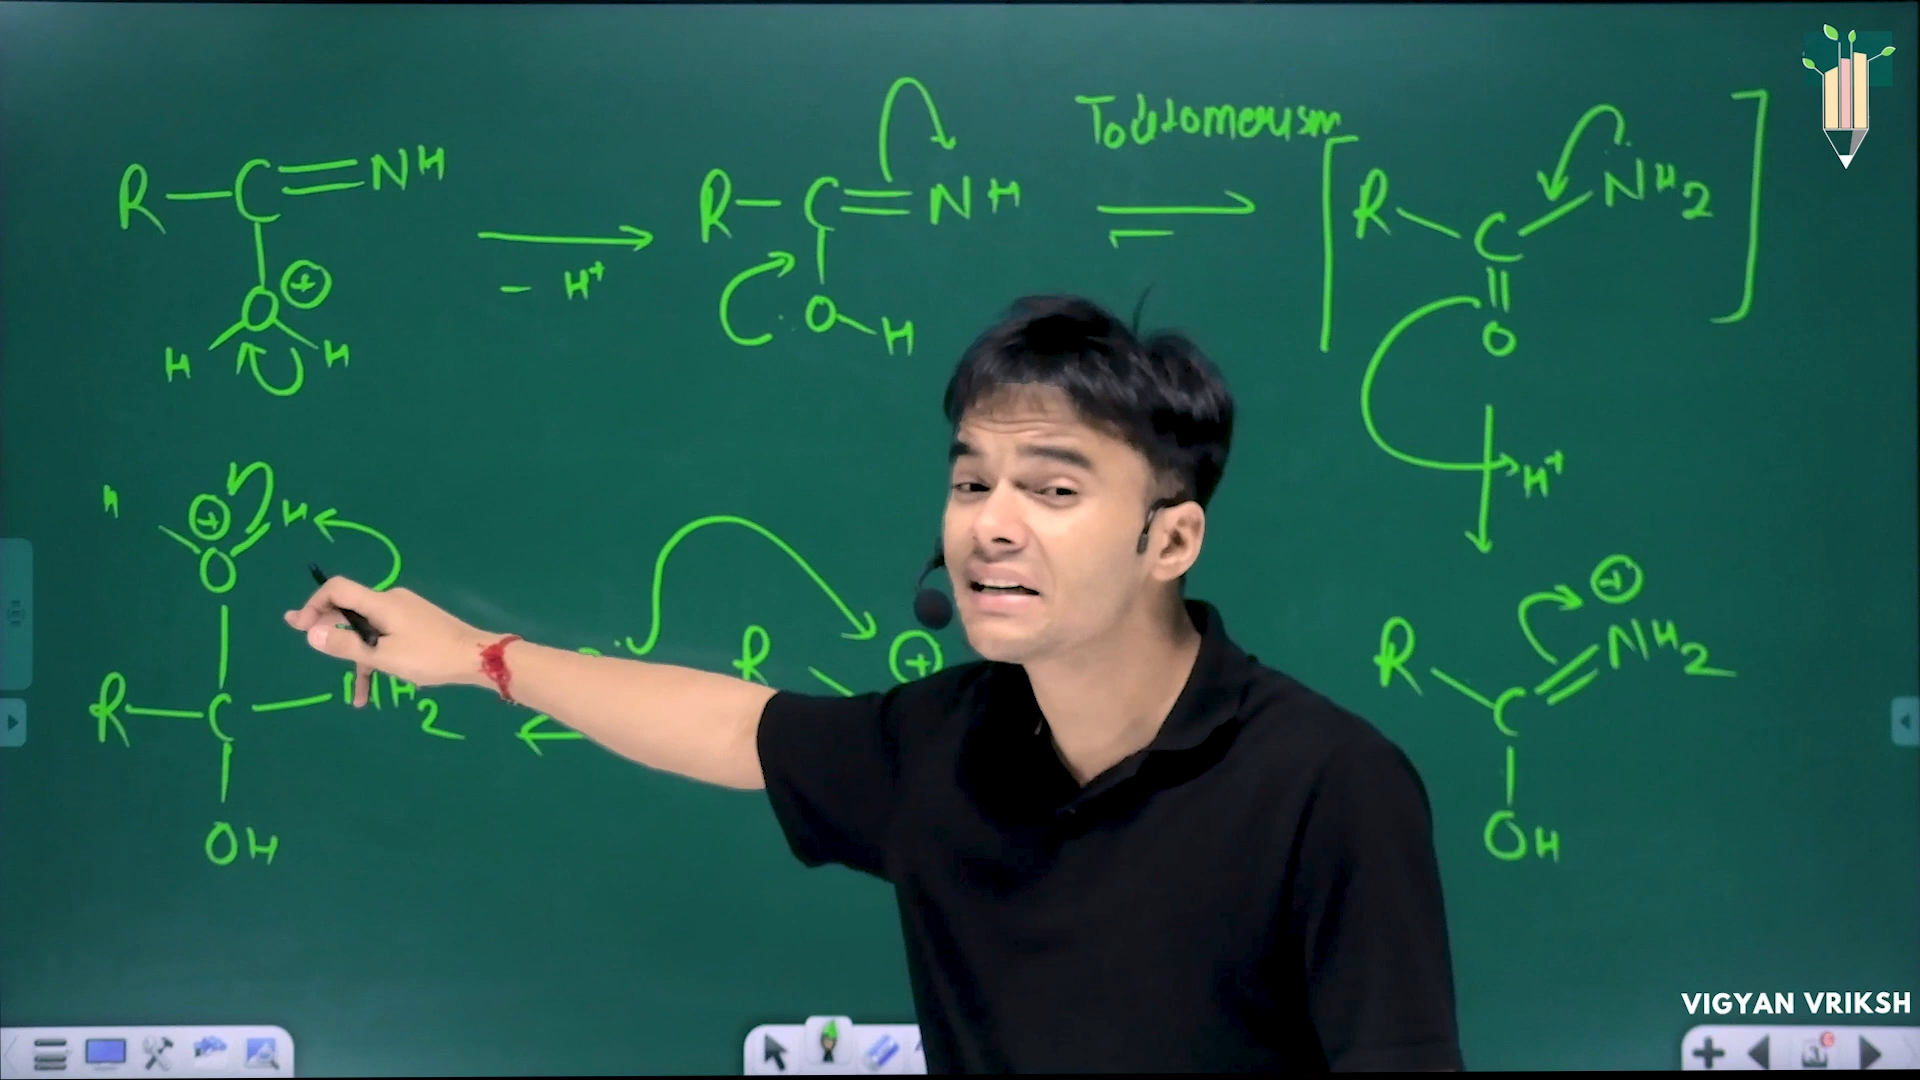 R-C=NH
⊕
O
H H
- H⁺
R-C=NH
O-H
Tautomerism
[R-C-NH₂]
O
H⁺
H ⊕ H
O
R-C-NH₂
OH
R ⊕
⊕
R-C=NH₂
OH
VIGYAN VRIKSH